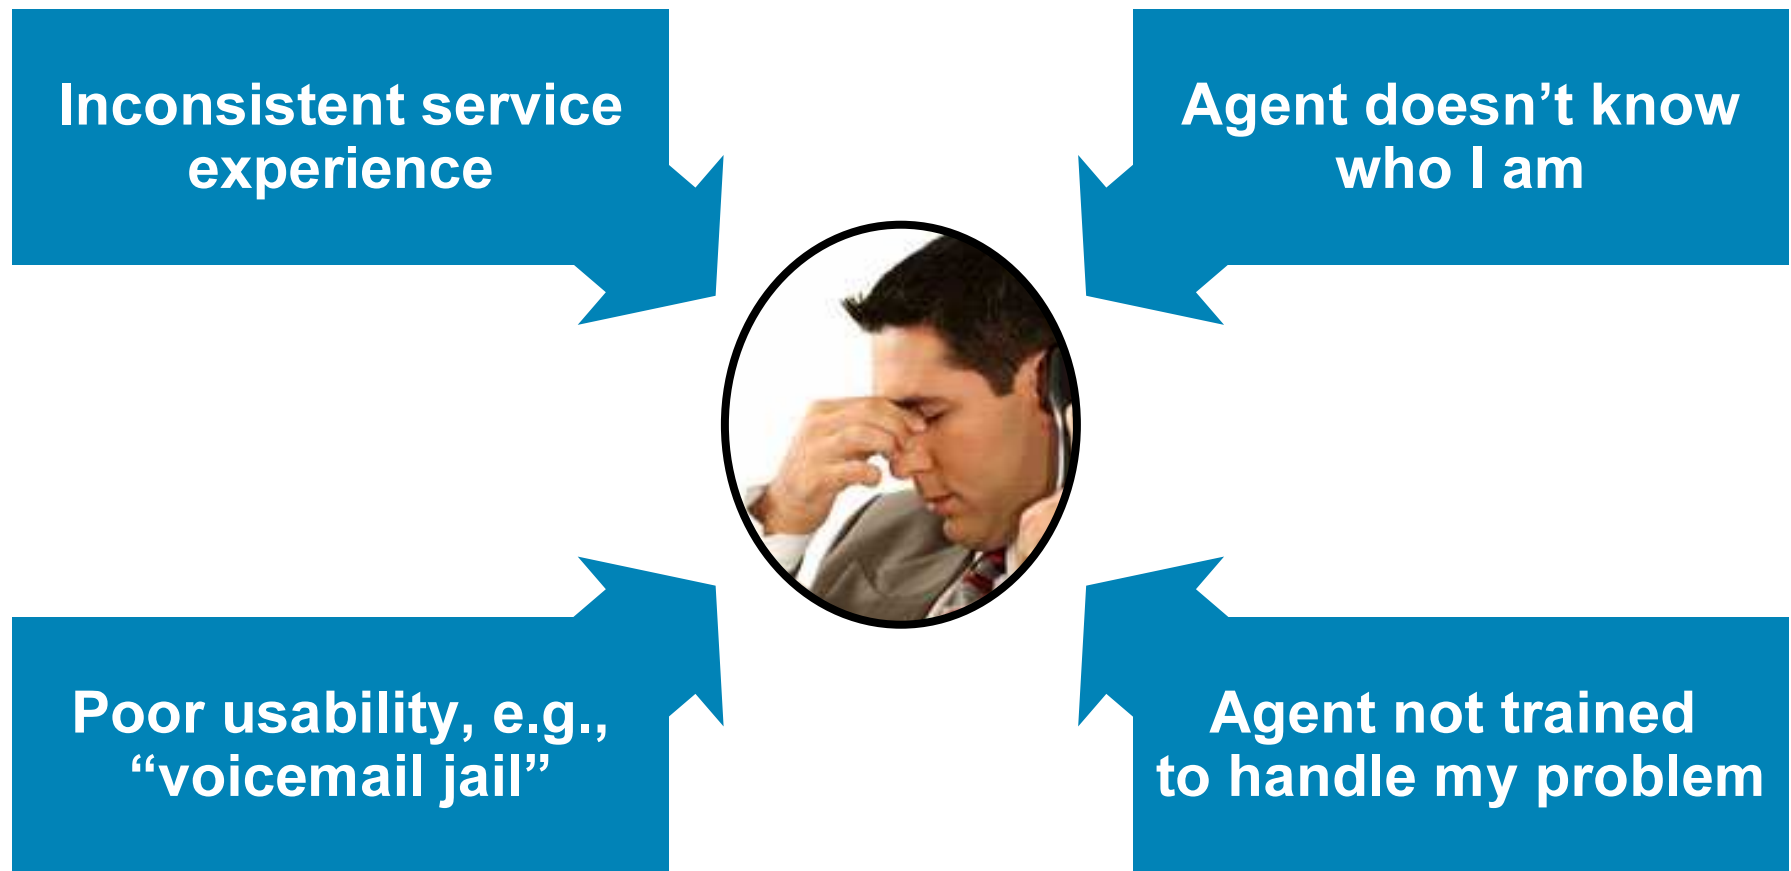 Inconsistent service
experience
Agent doesn’t know
who I am
Poor usability, e.g.,
“voicemail jail”
Agent not trained
to handle my problem